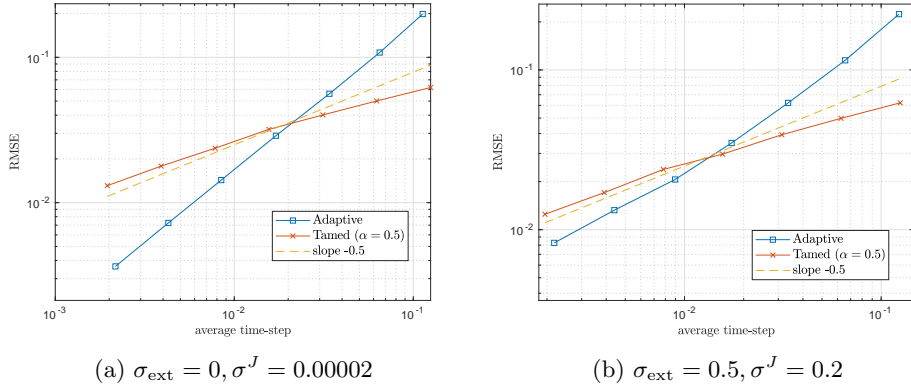 10^{-1}
10^{-2}
RMSE
10^{-3}
10^{-2}
10^{-1}
average time-step
Adaptive
Tamed (α = 0.5)
slope -0.5
(a) σ_ext = 0, σ^J = 0.00002
10^{-1}
10^{-2}
RMSE
10^{-2}
10^{-1}
average time-step
Adaptive
Tamed (α = 0.5)
slope -0.5
(b) σ_ext = 0.5, σ^J = 0.2